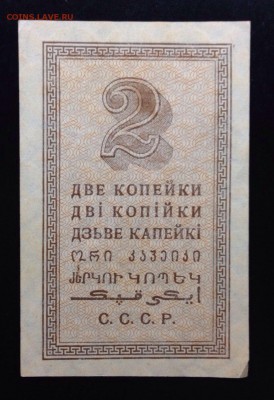 COINS.LAVE.RU
2
ДВЕ КОПЕЙКИ
ДВІ КОПІЙКИ
ДЗЬВЕ КАПЕЙКІ
ორი კაპეიკი
ԵՐԿՈՒ ԿՈՊԵԿ
С.С.С.Р.